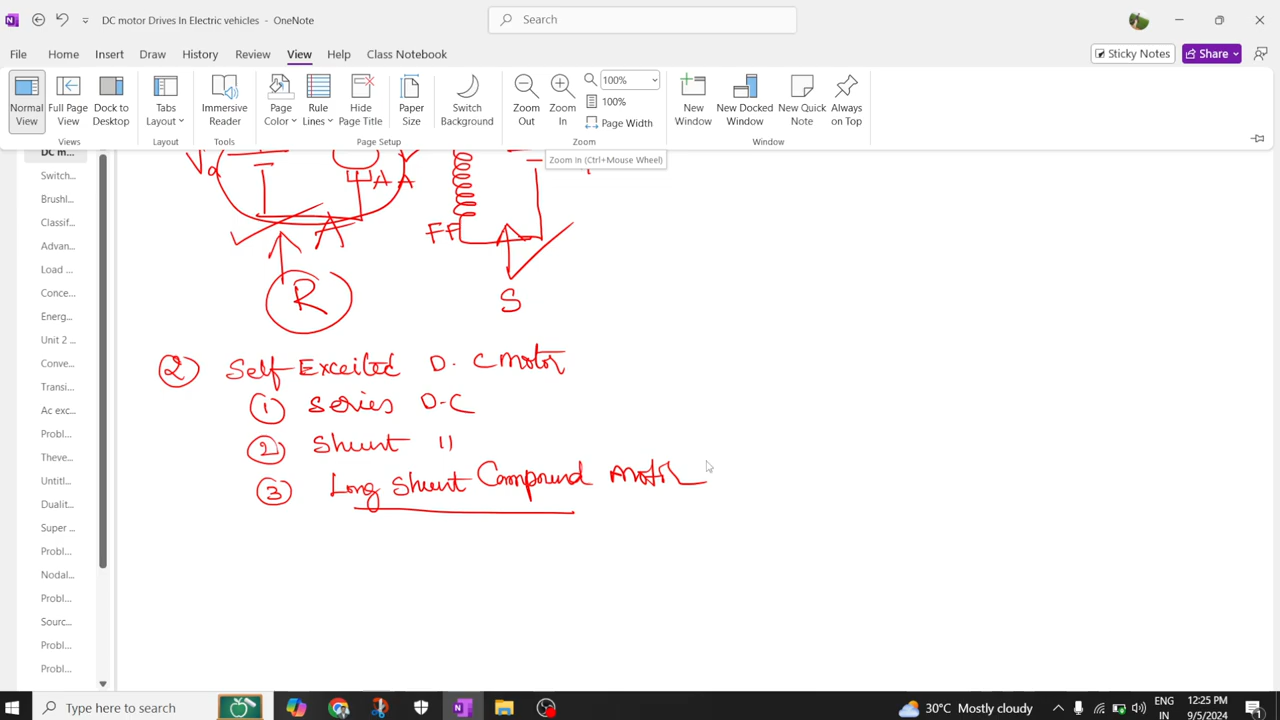 DC motor Drives In Electric vehicles - OneNote
Search
File Home Insert Draw History Review View Help Class Notebook
Sticky Notes Share
Normal View Full Page View Dock to Desktop Tabs Layout Immersive Reader Page Color Rule Lines Hide Page Title Paper Size Switch Background Zoom Out Zoom In 100% 100% Page Width New Window New Docked Window New Quick Note Always on Top
Views Layout Tools Page Setup Zoom Window
Zoom In (Ctrl+Mouse Wheel)
DC m...
Switch...
Brushl...
Classif...
Advan...
Load ...
Conce...
Energ...
Unit 2 ...
Conve...
Transi...
Ac exc...
Probl...
Theve...
Untitl...
Dualit...
Super ...
Probl...
Nodal...
Probl...
Sourc...
Probl...
Probl...
AA
FF
A
R
S
2 Self-Exceited D.C Motor
1 Series D.C
2 Shunt "
3 Long Shunt Compound Motor
Type here to search
30°C Mostly cloudy
ENG IN
12:25 PM
9/5/2024
1